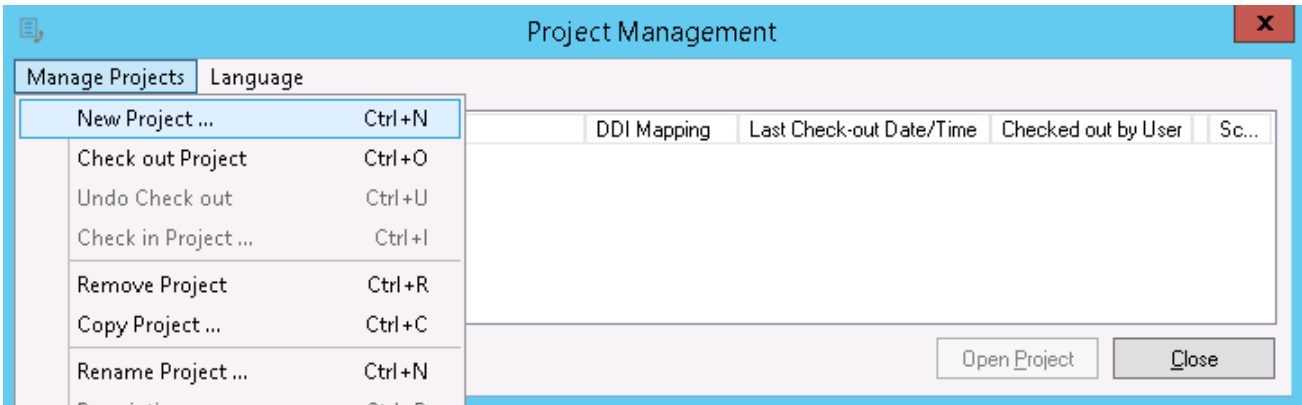 Project Management
x
Manage Projects Language
New Project ... Ctrl+N
DDI Mapping Last Check-out Date/Time Checked out by User Sc...
Check out Project Ctrl+O
Undo Check out Ctrl+U
Check in Project ... Ctrl+I
Remove Project Ctrl+R
Copy Project ... Ctrl+C
Open Project Close
Rename Project ... Ctrl+N